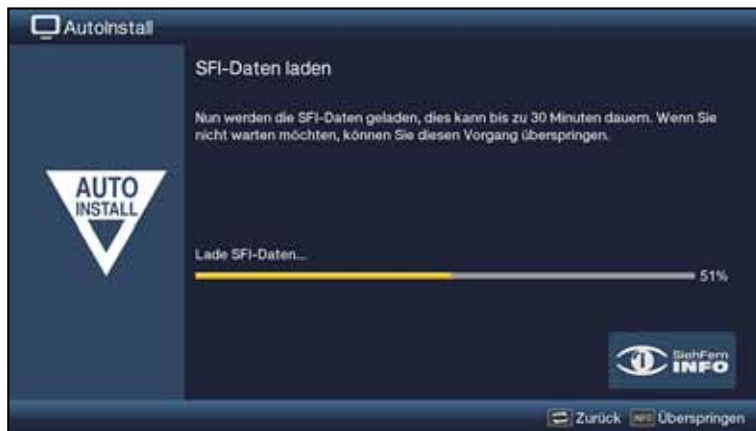 AutoInstall
SFI-Daten laden
Nun werden die SFI-Daten geladen, dies kann bis zu 30 Minuten dauern. Wenn Sie
nicht warten möchten, können Sie diesen Vorgang überspringen.
AUTO
INSTALL
Lade SFI-Daten...
51%
SiehFern
INFO
Zurück INFO Überspringen